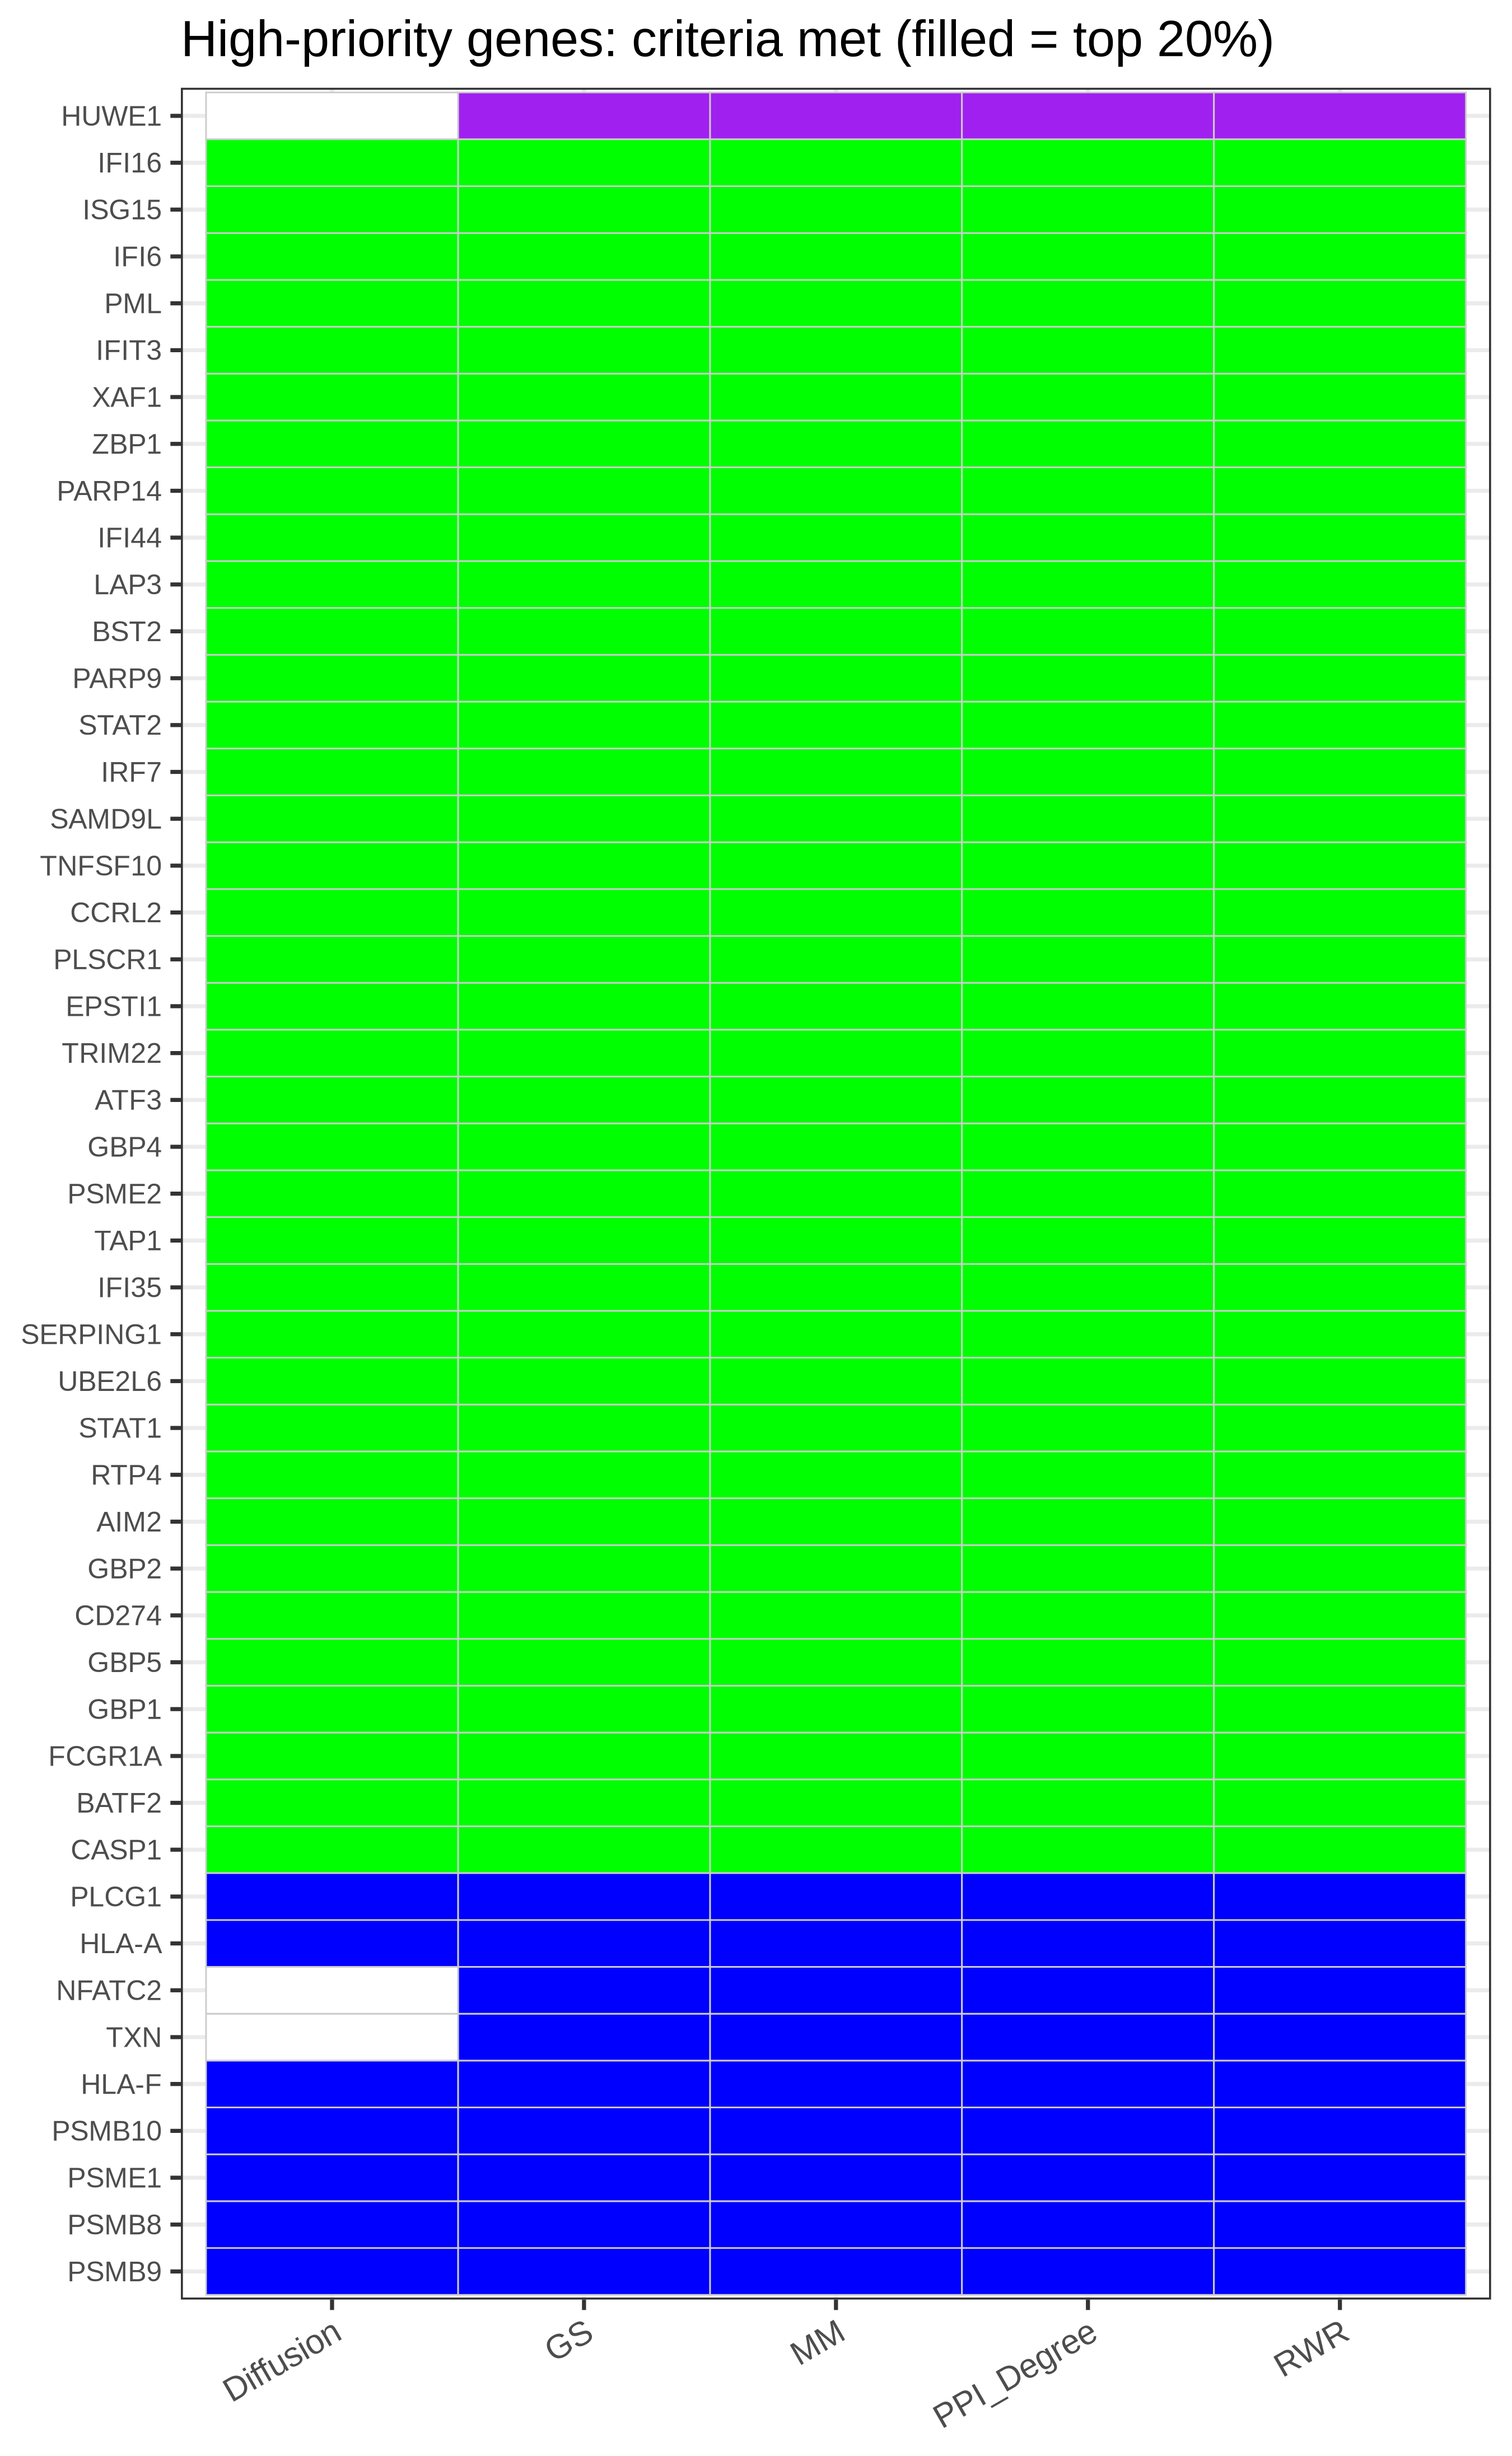 High-priority genes: criteria met (filled = top 20%)
HUWE1
IFI16
ISG15
IFI6
PML
IFIT3
XAF1
ZBP1
PARP14
IFI44
LAP3
BST2
PARP9
STAT2
IRF7
SAMD9L
TNFSF10
CCRL2
PLSCR1
EPSTI1
TRIM22
ATF3
GBP4
PSME2
TAP1
IFI35
SERPING1
UBE2L6
STAT1
RTP4
AIM2
GBP2
CD274
GBP5
GBP1
FCGR1A
BATF2
CASP1
PLCG1
HLA-A
NFATC2
TXN
HLA-F
PSMB10
PSME1
PSMB8
PSMB9
Diffusion
GS
MM
PPI_Degree
RWR